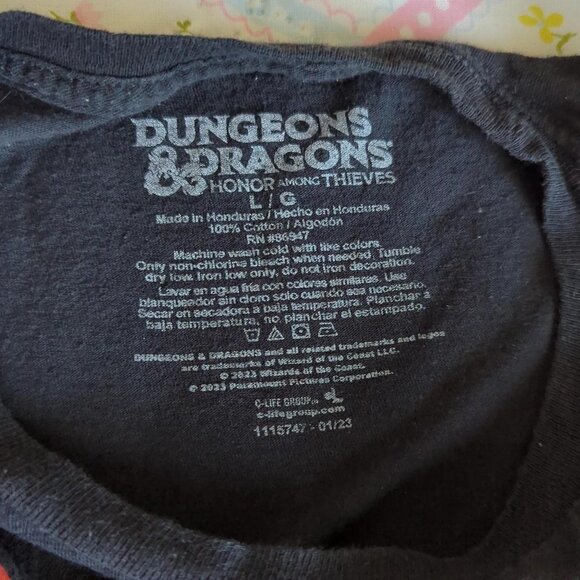 DUNGEONS
& DRAGONS
HONOR AMONG THIEVES
L / G
Made in Honduras / Hecho en Honduras
100% Cotton / Algodón
RN #86947
Machine wash cold with like colors.
Only non-chlorine bleach when needed. Tumble
dry low. Iron low only, do not iron decoration.
Lavar en agua fria con colores similares. Use
blanqueador sin cloro solo cuando sea necesario.
Secar en secadora a baja temperatura. Planchar á
baja temperatura, no planchar el estampado.
DUNGEONS & DRAGONS and all related trademarks and logos
are trademarks of Wizard of the Coast LLC.
© 2023 Wizards of the Coast.
© 2023 Paramount Pictures Corporation.
C-LIFE GROUP
c-lifegroup.com
1115747 - 01/23